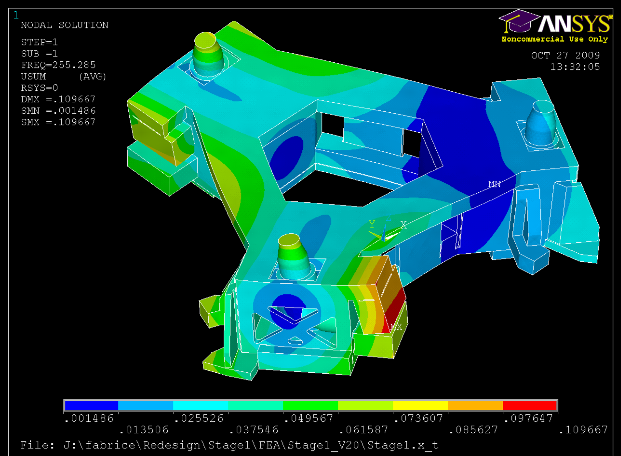 1
NODAL SOLUTION
STEP=1
SUB =1
FREQ=255.285
USUM (AVG)
RSYS=0
DMX =.109667
SMN =.001486
SMX =.109667
ANSYS
Noncommercial Use Only
OCT 27 2009
13:32:05
MN
Y X
MX
.001486 .025526 .049567 .073607 .097647
.013506 .037546 .061587 .085627 .109667
File: J:\fabrice\Redesign\Stage1\FEA\Stage1_V20\Stage1.x_t